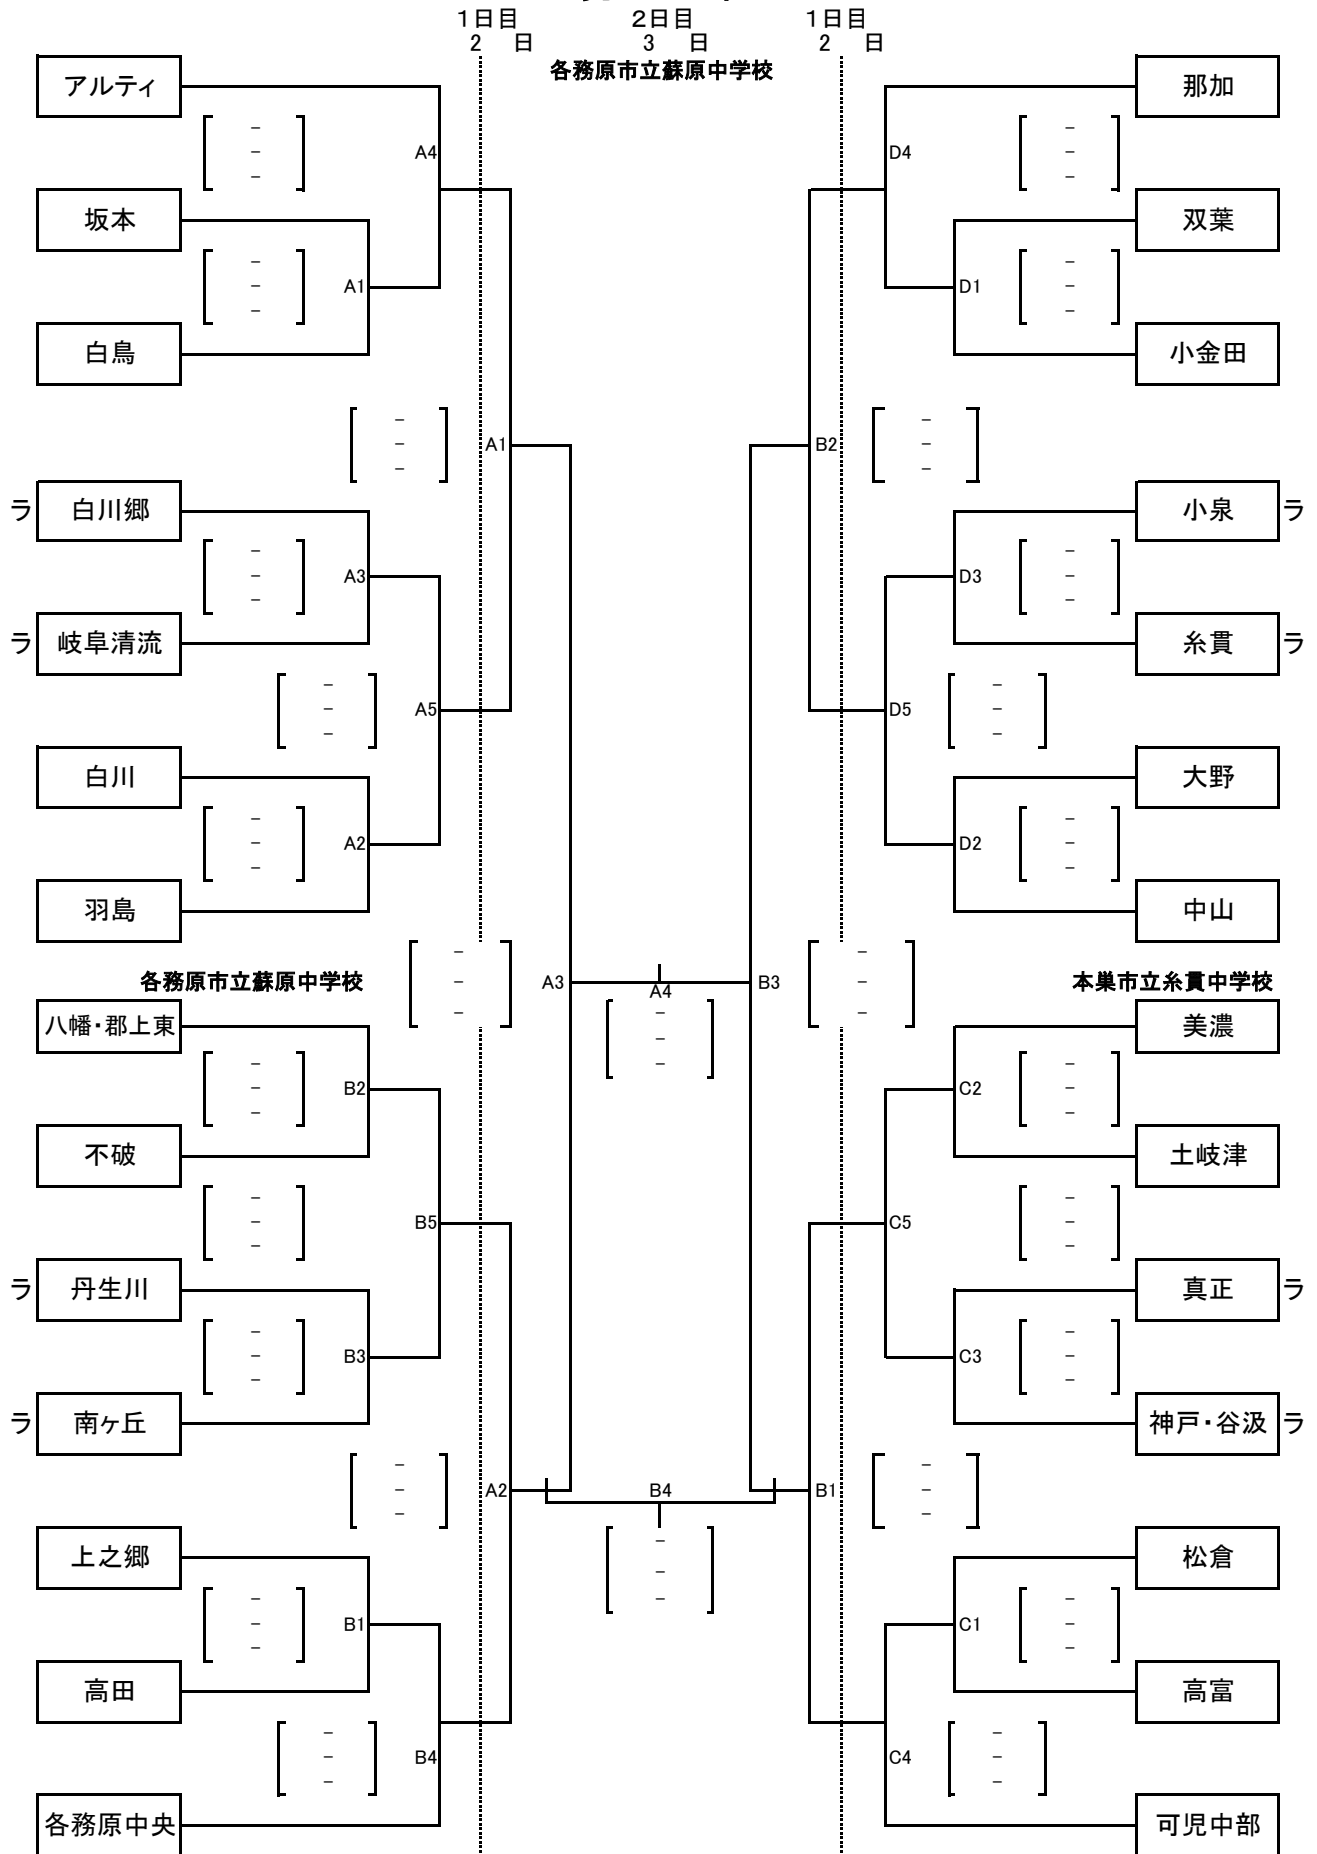 1日目 2日目 1日目
2 日 3 日 2 日
各務原市立蘇原中学校
アルティ 那加
- -
- A4 D4 -
- -
坂本 双葉
- -
- A1 D1 -
- -
白鳥 小金田
- -
- A1 B2 -
- -
ラ 白川郷 小泉 ラ
- -
- A3 D3 -
- -
ラ 岐阜清流 糸貫 ラ
- -
- A5 D5 -
- -
白川 大野
- -
- A2 D2 -
- -
羽島 中山
- -
各務原市立蘇原中学校 - A3 B3 - 本巣市立糸貫中学校
A4
- - -
八幡・郡上東 - 美濃
-
- -
- B2 C2 -
- -
不破 土岐津
- -
- B5 C5 -
- -
ラ 丹生川 真正 ラ
- -
- B3 C3 -
- -
ラ 南ヶ丘 神戸・谷汲 ラ
- -
- A2 B4 B1 -
- -
-
上之郷 - 松倉
-
- -
- B1 C1 -
- -
高田 高富
- -
- B4 C4 -
- -
各務原中央 可児中部